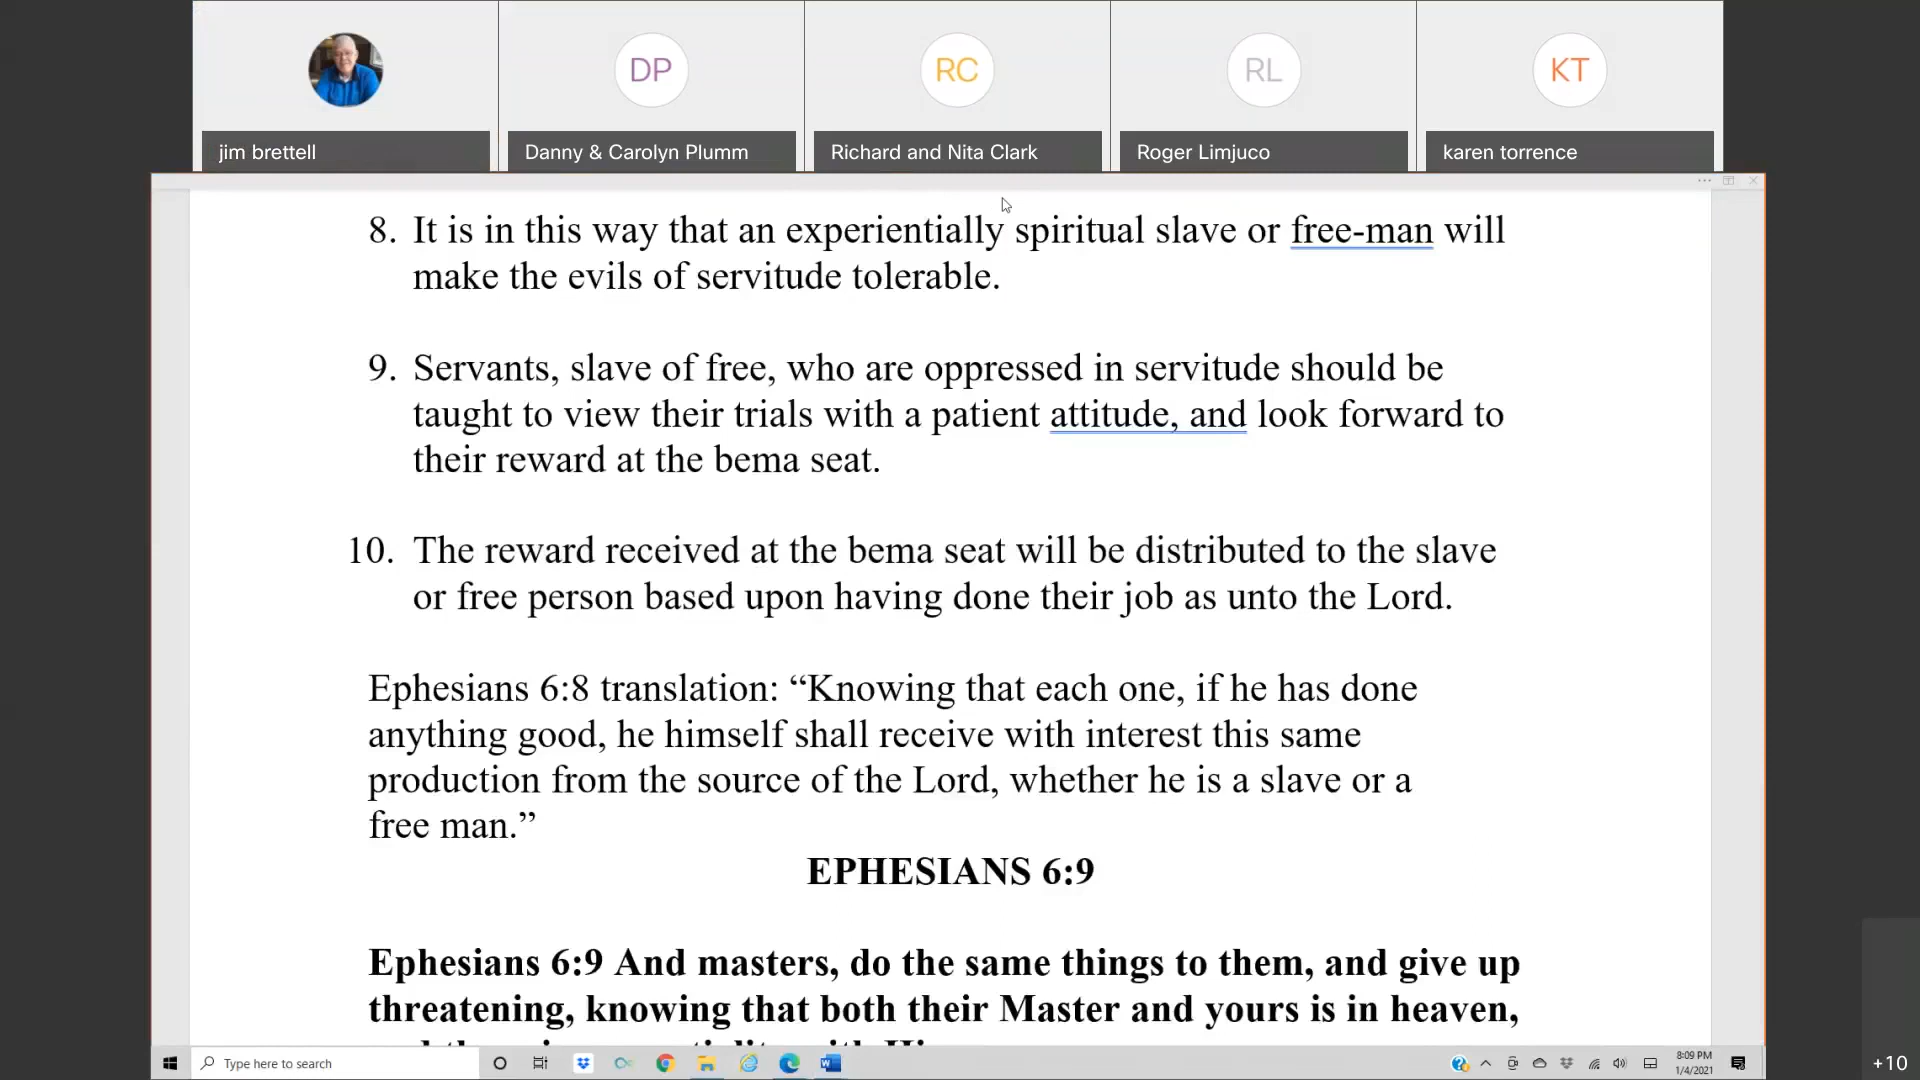 DP
RC
RL
KT
jim brettell
Danny & Carolyn Plumm
Richard and Nita Clark
Roger Limjuco
karen torrence
8. It is in this way that an experientially spiritual slave or free-man will
make the evils of servitude tolerable.
9. Servants, slave of free, who are oppressed in servitude should be
taught to view their trials with a patient attitude, and look forward to
their reward at the bema seat.
10. The reward received at the bema seat will be distributed to the slave
or free person based upon having done their job as unto the Lord.
Ephesians 6:8 translation: “Knowing that each one, if he has done
anything good, he himself shall receive with interest this same
production from the source of the Lord, whether he is a slave or a
free man.”
EPHESIANS 6:9
Ephesians 6:9 And masters, do the same things to them, and give up
threatening, knowing that both their Master and yours is in heaven,
Type here to search
8:09 PM
1/4/2021
+10